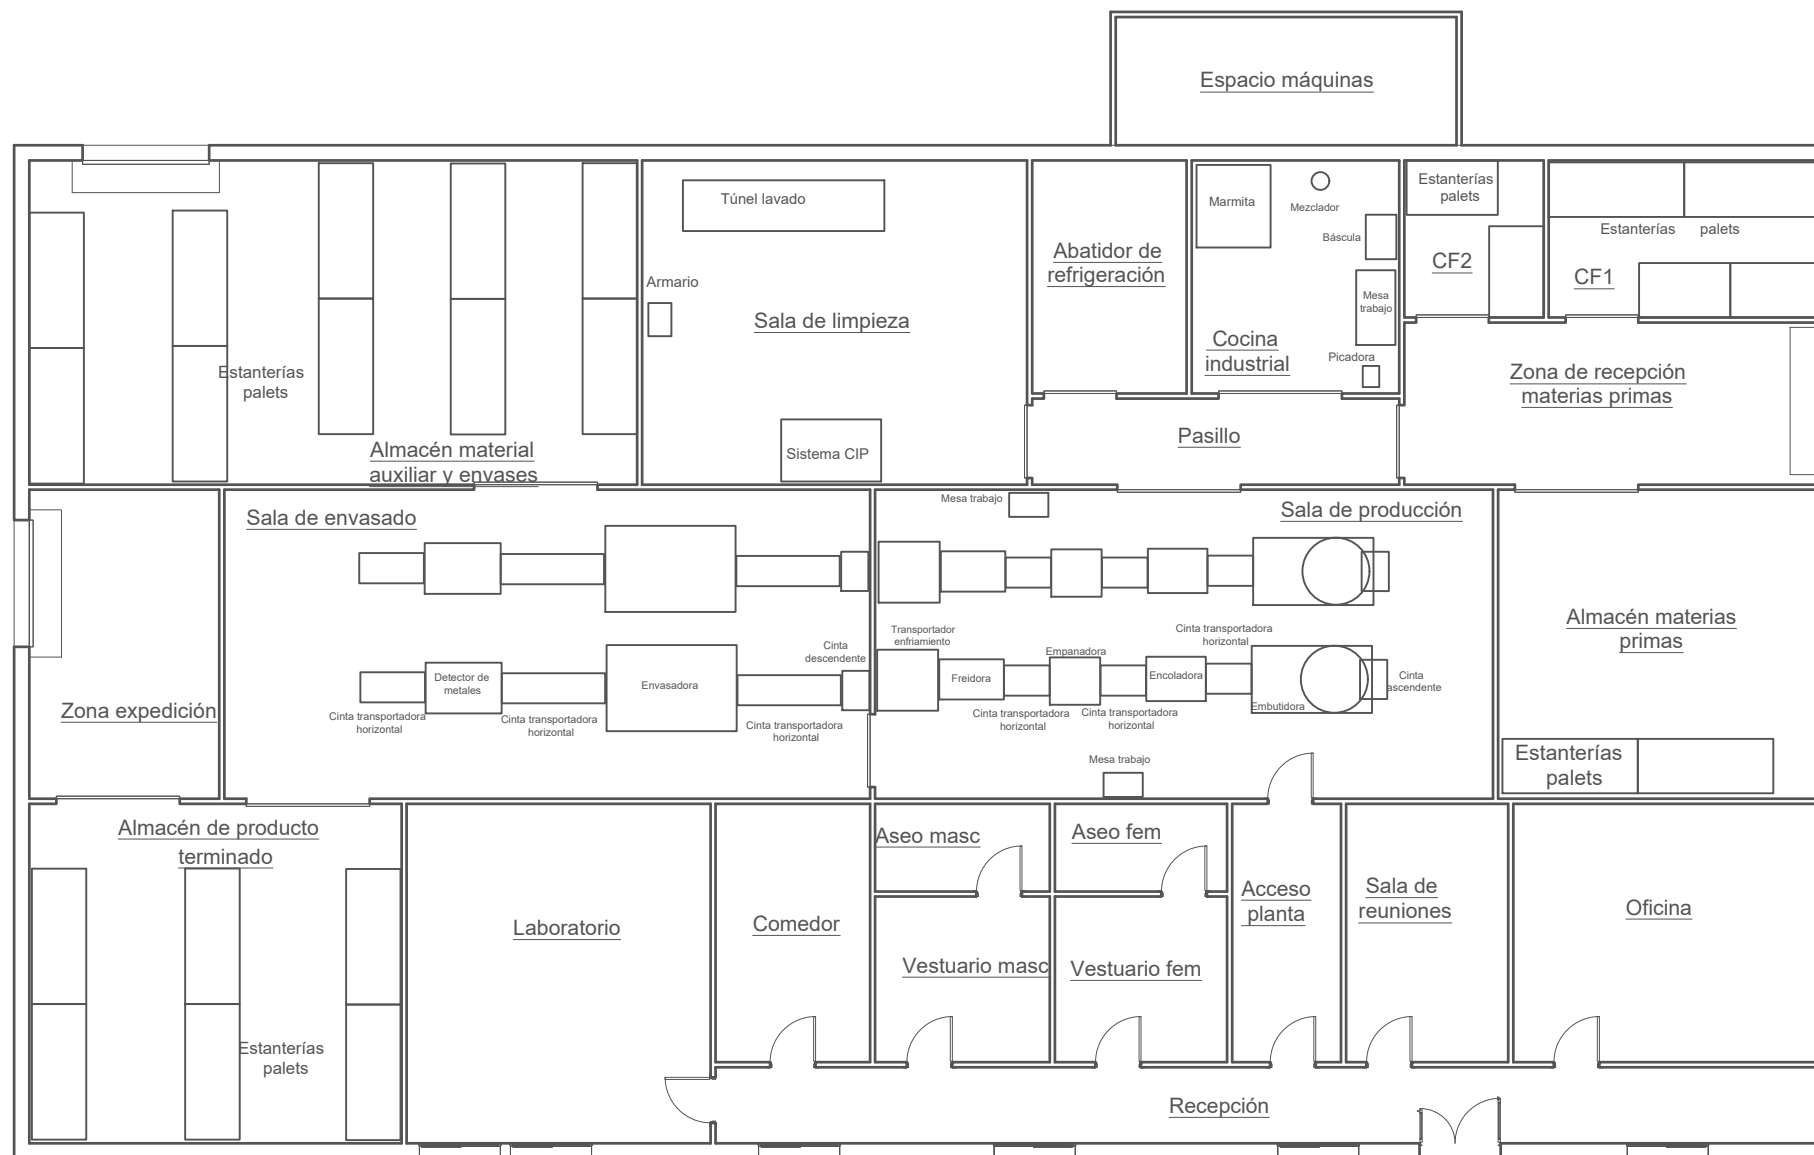 Espacio máquinas
Túnel lavado
Armario
Sala de limpieza
Sistema CIP
Estanterías
palets
Almacén material
auxiliar y envases
Abatidor de
refrigeración
Marmita
Mezclador
Báscula
Mesa
trabajo
Picadora
Cocina
industrial
Estanterías
palets
CF2
Estanterías palets
CF1
Zona de recepción
materias primas
Pasillo
Sala de envasado
Mesa trabajo
Sala de producción
Almacén materias
primas
Estanterías
palets
Zona expedición
Cinta transportadora
horizontal
Detector de
metales
Cinta transportadora
horizontal
Envasadora
Cinta transportadora
horizontal
Cinta
descendente
Transportador
enfriamiento
Freidora
Cinta transportadora
horizontal
Empanadora
Cinta transportadora
horizontal
Encoladora
Cinta transportadora
horizontal
Embutidora
Cinta
ascendente
Mesa trabajo
Almacén de producto
terminado
Estanterías
palets
Laboratorio
Comedor
Aseo masc
Aseo fem
Vestuario masc
Vestuario fem
Acceso
planta
Sala de
reuniones
Oficina
Recepción